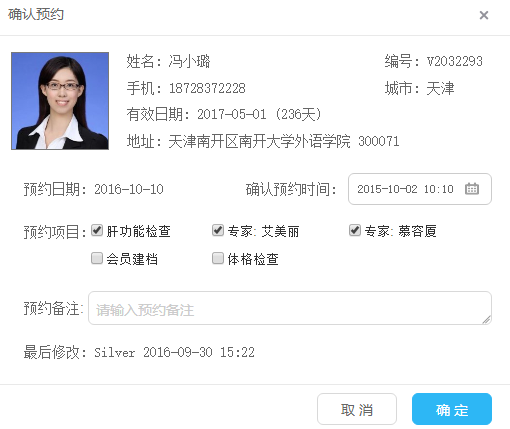 确认预约 ×
姓名: 冯小璐 编号: V2032293
手机: 18728372228 城市: 天津
有效日期: 2017-05-01 (236天)
地址: 天津南开区南开大学外语学院 300071
预约日期: 2016-10-10 确认预约时间: 2015-10-02 10:10
预约项目: 肝功能检查 专家: 艾美丽 专家: 慕容厦
会员建档 体格检查
预约备注: 请输入预约备注
最后修改: Silver 2016-09-30 15:22
取 消 确 定